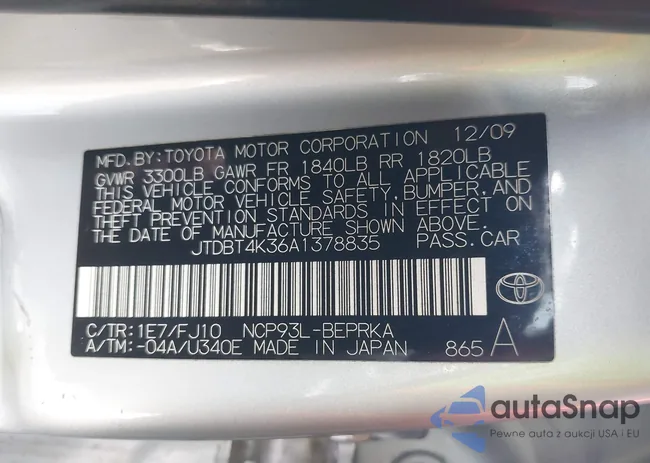 MFD.BY:TOYOTA MOTOR CORPORATION 12/09
GVWR 3300LB GAWR FR 1840LB RR 1820LB
THIS VEHICLE CONFORMS TO ALL APPLICABLE
FEDERAL MOTOR VEHICLE SAFETY,BUMPER,AND
THEFT PREVENTION STANDARDS IN EFFECT ON
THE DATE OF MANUFACTURE SHOWN ABOVE.
JTDBT4K36A1378835 PASS.CAR
C/TR:1E7/FJ10 NCP93L-BEPRKA
A/TM:-04A/U340E MADE IN JAPAN 865 A
autaSnap
Pewne auta z aukcji USA i EU